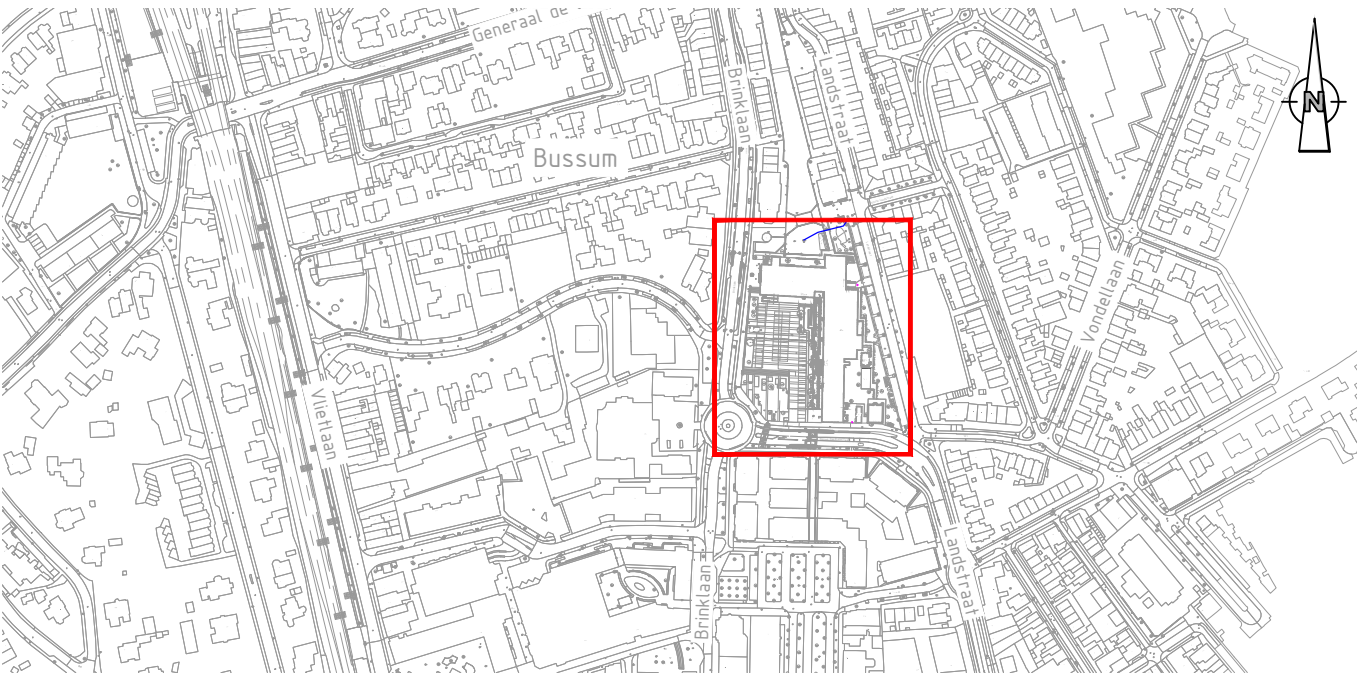 Generaal de
Brinklaan
Landstraat
N
Bussum
Vondellaan
Vlietlaan
Brinklaan
Landstraat